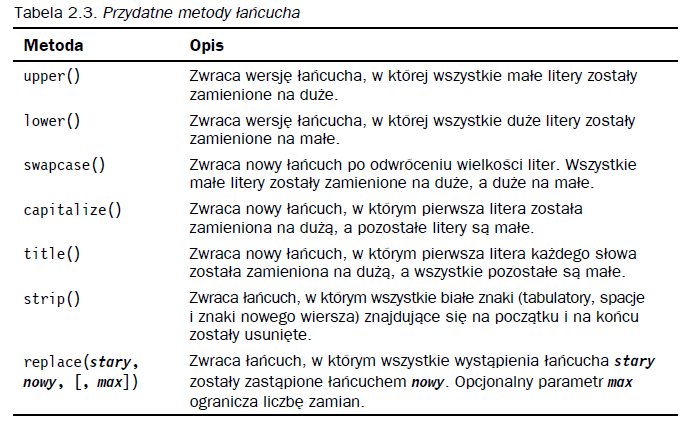 Tabela 2.3. Przydatne metody łańcucha
Metoda Opis
upper() Zwraca wersję łańcucha, w której wszystkie małe litery zostały
zamienione na duże.
lower() Zwraca wersję łańcucha, w której wszystkie duże litery zostały
zamienione na małe.
swapcase() Zwraca nowy łańcuch po odwróceniu wielkości liter. Wszystkie
małe litery zostały zamienione na duże, a duże na małe.
capitalize() Zwraca nowy łańcuch, w którym pierwsza litera została
zamieniona na dużą, a pozostałe litery są małe.
title() Zwraca nowy łańcuch, w którym pierwsza litera każdego słowa
została zamieniona na dużą, a wszystkie pozostałe są małe.
strip() Zwraca łańcuch, w którym wszystkie białe znaki (tabulatory, spacje
i znaki nowego wiersza) znajdujące się na początku i na końcu
zostały usunięte.
replace(stary, Zwraca łańcuch, w którym wszystkie wystąpienia łańcucha stary
nowy, [, max]) zostały zastąpione łańcuchem nowy. Opcjonalny parametr max
ogranicza liczbę zamian.